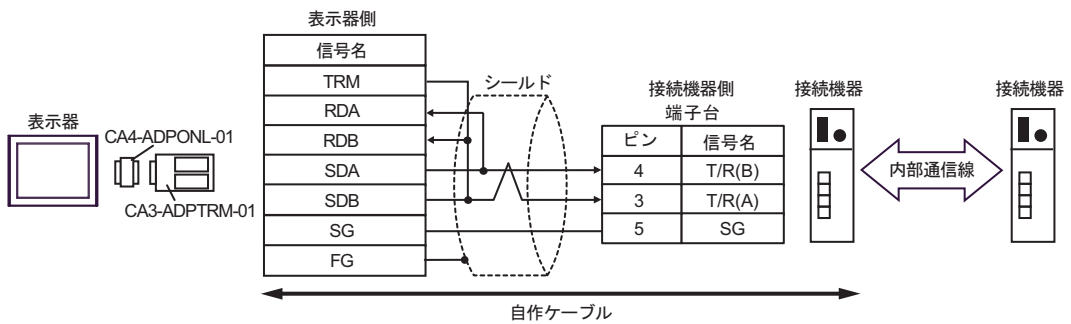 表示器側
信号名
TRM
RDA
RDB
SDA
SDB
SG
FG
シールド
接続機器側
端子台
ピン 信号名
4 T/R(B)
3 T/R(A)
5 SG
接続機器
接続機器
内部通信線
表示器
CA4-ADPONL-01
CA3-ADPTRM-01
自作ケーブル